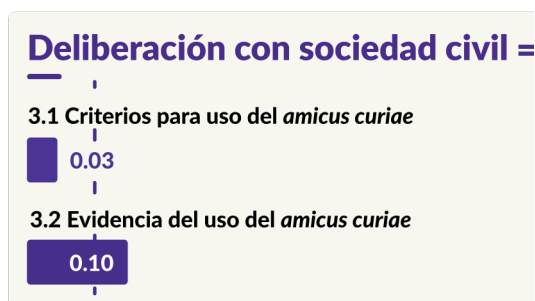 Deliberación con sociedad civil =
3.1 Criterios para uso del amicus curiae
0.03
3.2 Evidencia del uso del amicus curiae
0.10